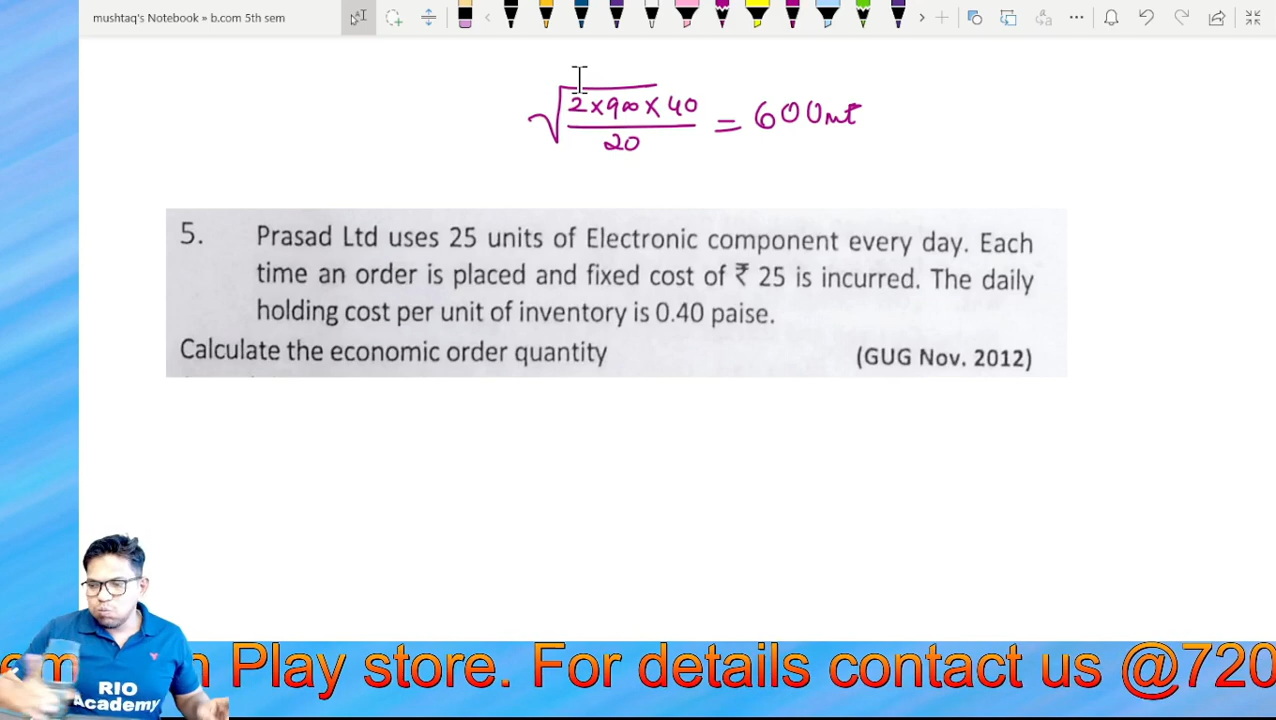 mushtaq's Notebook » b.com 5th sem
√2×900×40 = 600unt
20
5. Prasad Ltd uses 25 units of Electronic component every day. Each
time an order is placed and fixed cost of ₹ 25 is incurred. The daily
holding cost per unit of inventory is 0.40 paise.
Calculate the economic order quantity (GUG Nov. 2012)
Play store. For details contact us @720
RIO
Academy